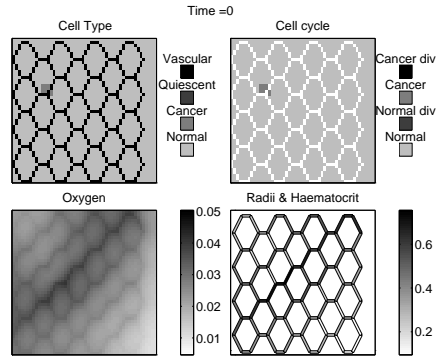 Time =0
Cell Type
Cell cycle
Vascular
Quiescent
Cancer
Normal
Cancer div
Cancer
Normal div
Normal
Oxygen
Radii & Haematocrit
0.05
0.04
0.03
0.02
0.01
0.6
0.4
0.2